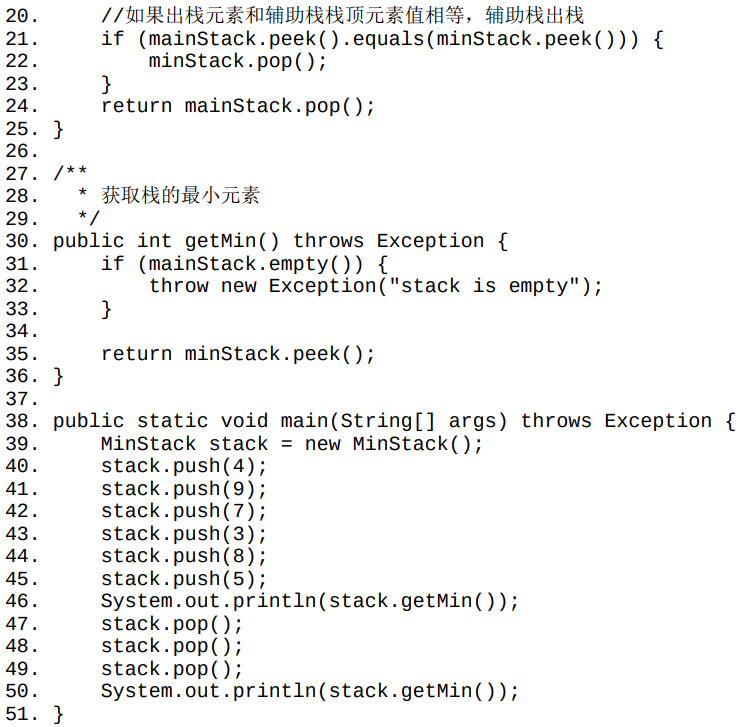 20.     //如果出栈元素和辅助栈栈顶元素值相等，辅助栈出栈
21.     if (mainStack.peek().equals(minStack.peek())) {
22.         minStack.pop();
23.     }
24.     return mainStack.pop();
25. }
26.
27. /**
28.   * 获取栈的最小元素
29.   */
30. public int getMin() throws Exception {
31.     if (mainStack.empty()) {
32.         throw new Exception("stack is empty");
33.     }
34.
35.     return minStack.peek();
36. }
37.
38. public static void main(String[] args) throws Exception {
39.     MinStack stack = new MinStack();
40.     stack.push(4);
41.     stack.push(9);
42.     stack.push(7);
43.     stack.push(3);
44.     stack.push(8);
45.     stack.push(5);
46.     System.out.println(stack.getMin());
47.     stack.pop();
48.     stack.pop();
49.     stack.pop();
50.     System.out.println(stack.getMin());
51. }